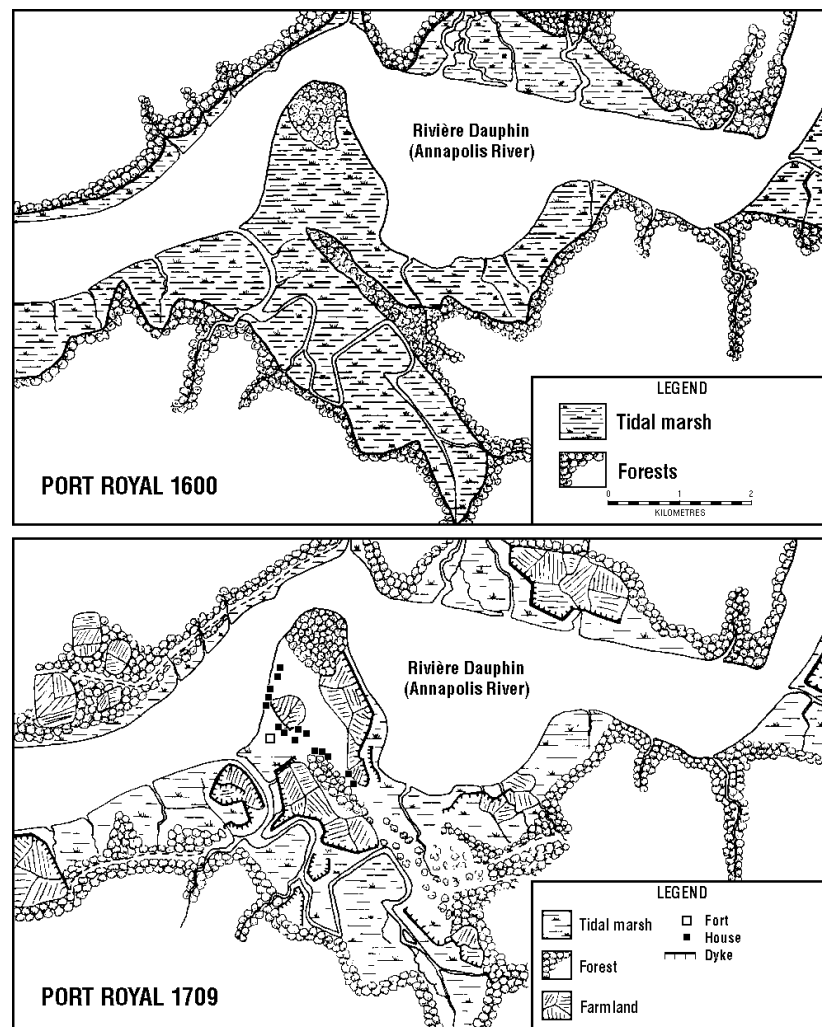 Rivière Dauphin
(Annapolis River)
LEGEND
Tidal marsh
Forests
0 1 2
KILOMETRES
PORT ROYAL 1600
Rivière Dauphin
(Annapolis River)
LEGEND
Tidal marsh
Fort
House
Dyke
Forest
Farmland
PORT ROYAL 1709